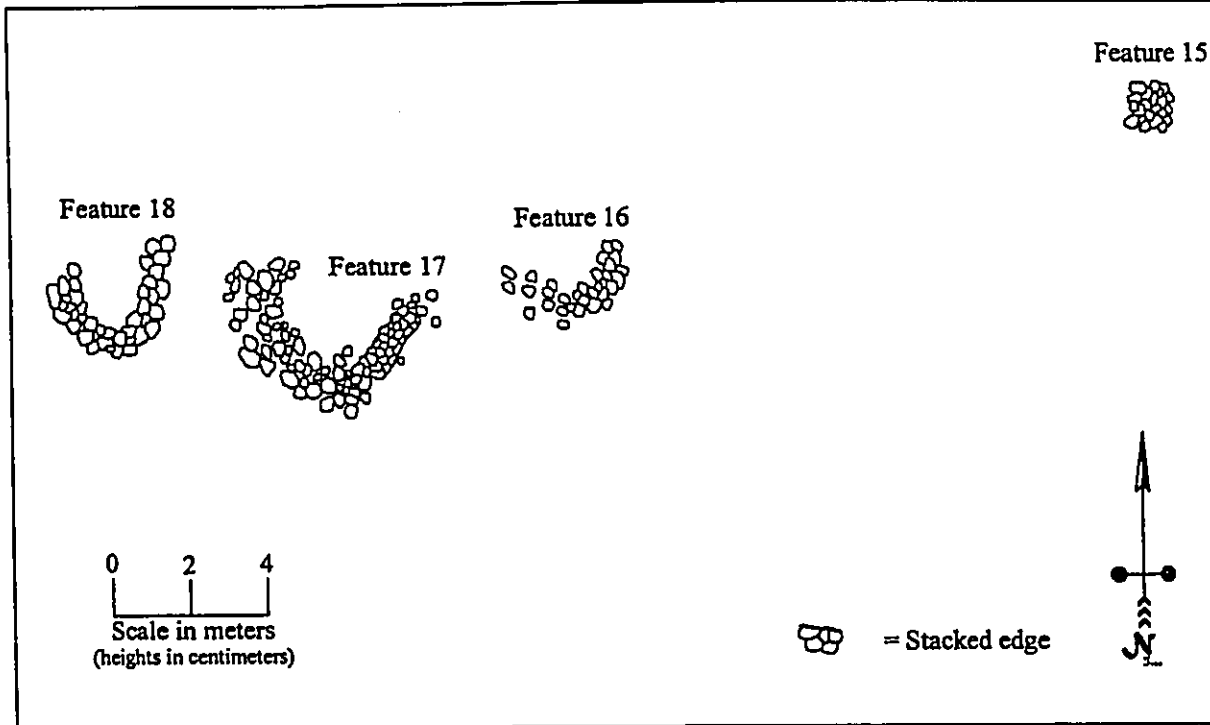 Feature 15
Feature 18
Feature 16
Feature 17
0 2 4
Scale in meters
(heights in centimeters)
= Stacked edge
N